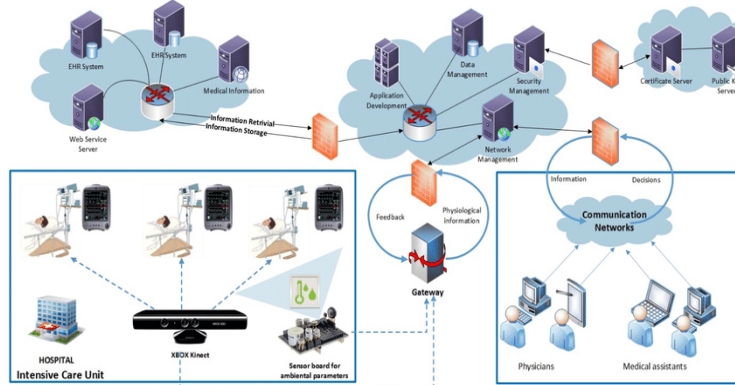 EHR System
EHR System
Medical Information
Web Service
Server
Information Retrivial
Information Storage
Application
Development
Data
Management
Security
Management
Network
Management
Certificate Server
Public K
Server
Feedback
Physiological
information
Gateway
Information
Decisions
Communication
Networks
Physicians
Medical assistants
HOSPITAL
Intensive Care Unit
XBOX Kinect
Sensor board for
ambiental parameters